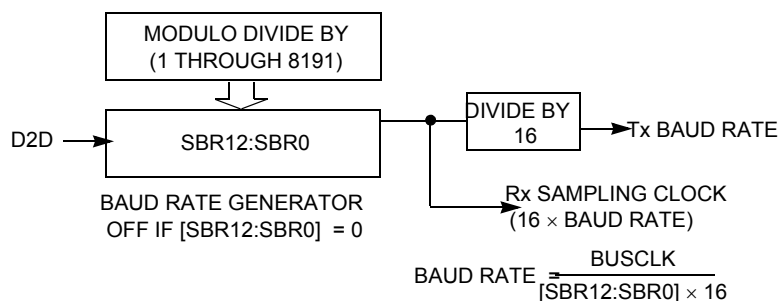 MODULO DIVIDE BY
(1 THROUGH 8191)
D2D
SBR12:SBR0
DIVIDE BY
16
Tx BAUD RATE
BAUD RATE GENERATOR
OFF IF [SBR12:SBR0] = 0
Rx SAMPLING CLOCK
(16 × BAUD RATE)
BAUD RATE =
BUSCLK
[SBR12:SBR0] × 16